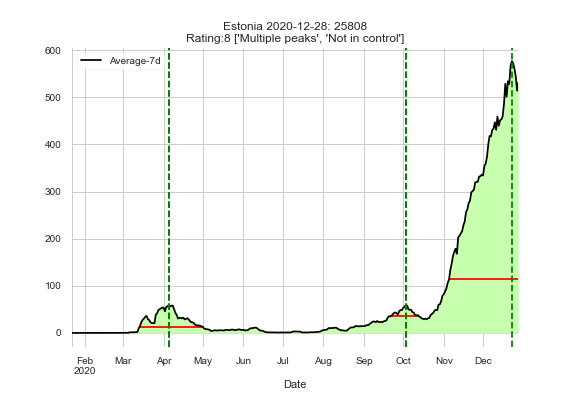 Estonia 2020-12-28: 25808
Rating:8 ['Multiple peaks', 'Not in control']
Average-7d
600
500
400
300
200
100
0
Feb Mar Apr May Jun Jul Aug Sep Oct Nov Dec
2020
Date